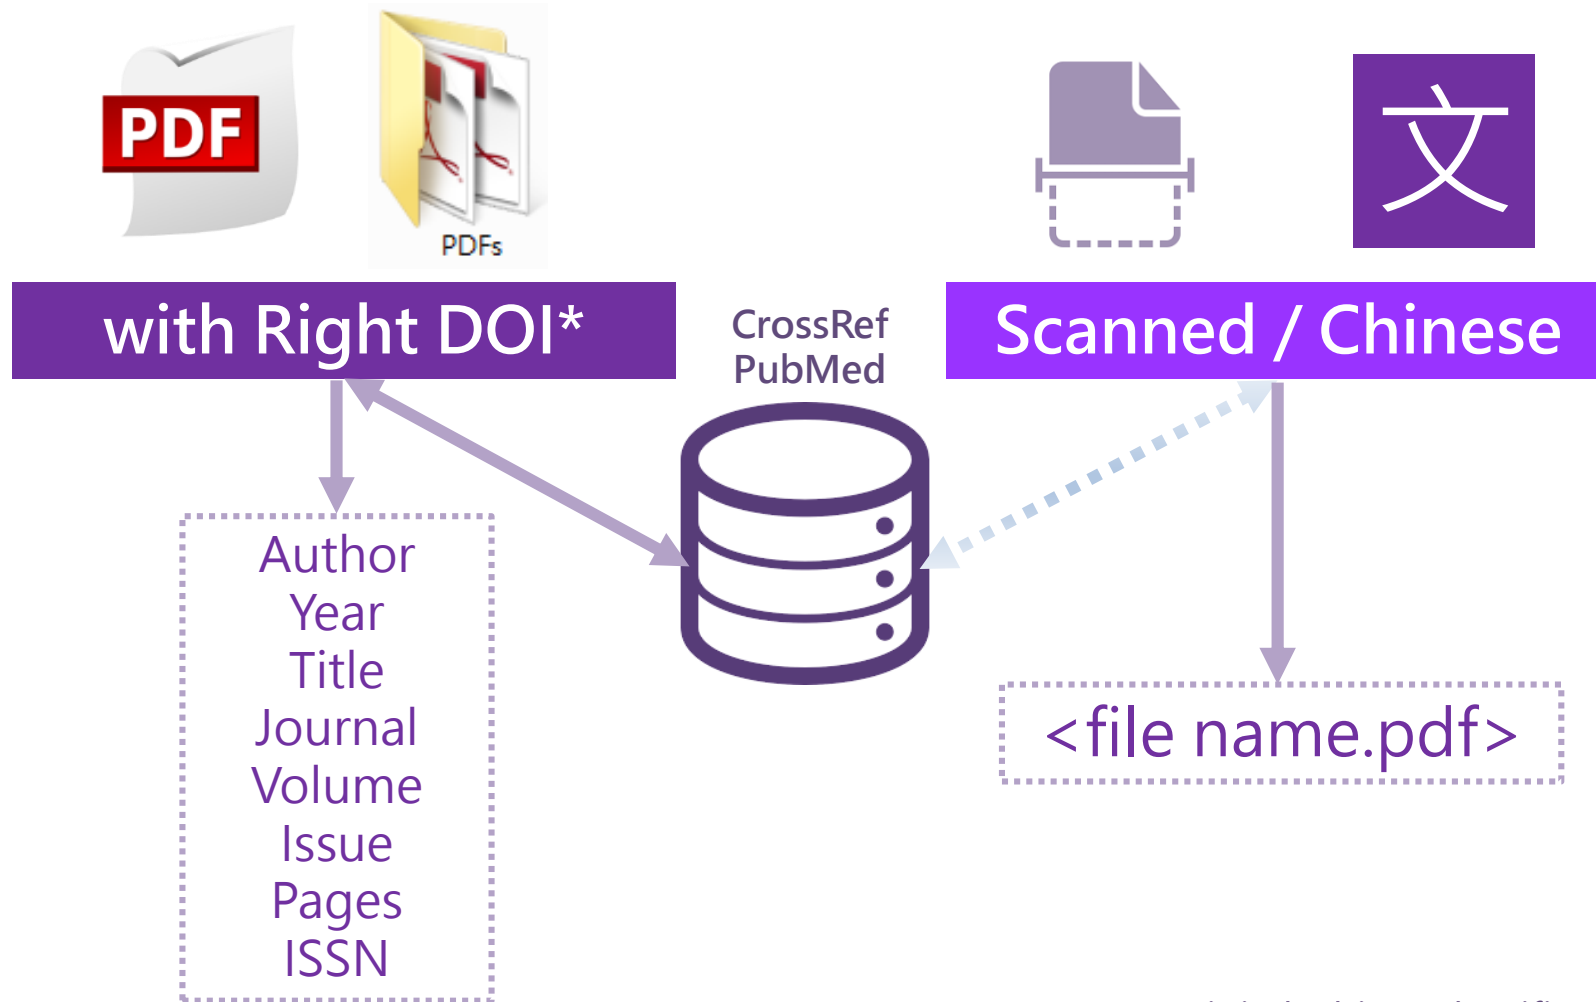 PDF
PDFs
文
with Right DOI*
CrossRef
PubMed
Scanned / Chinese
Author
Year
Title
Journal
Volume
Issue
Pages
ISSN
<file name.pdf>